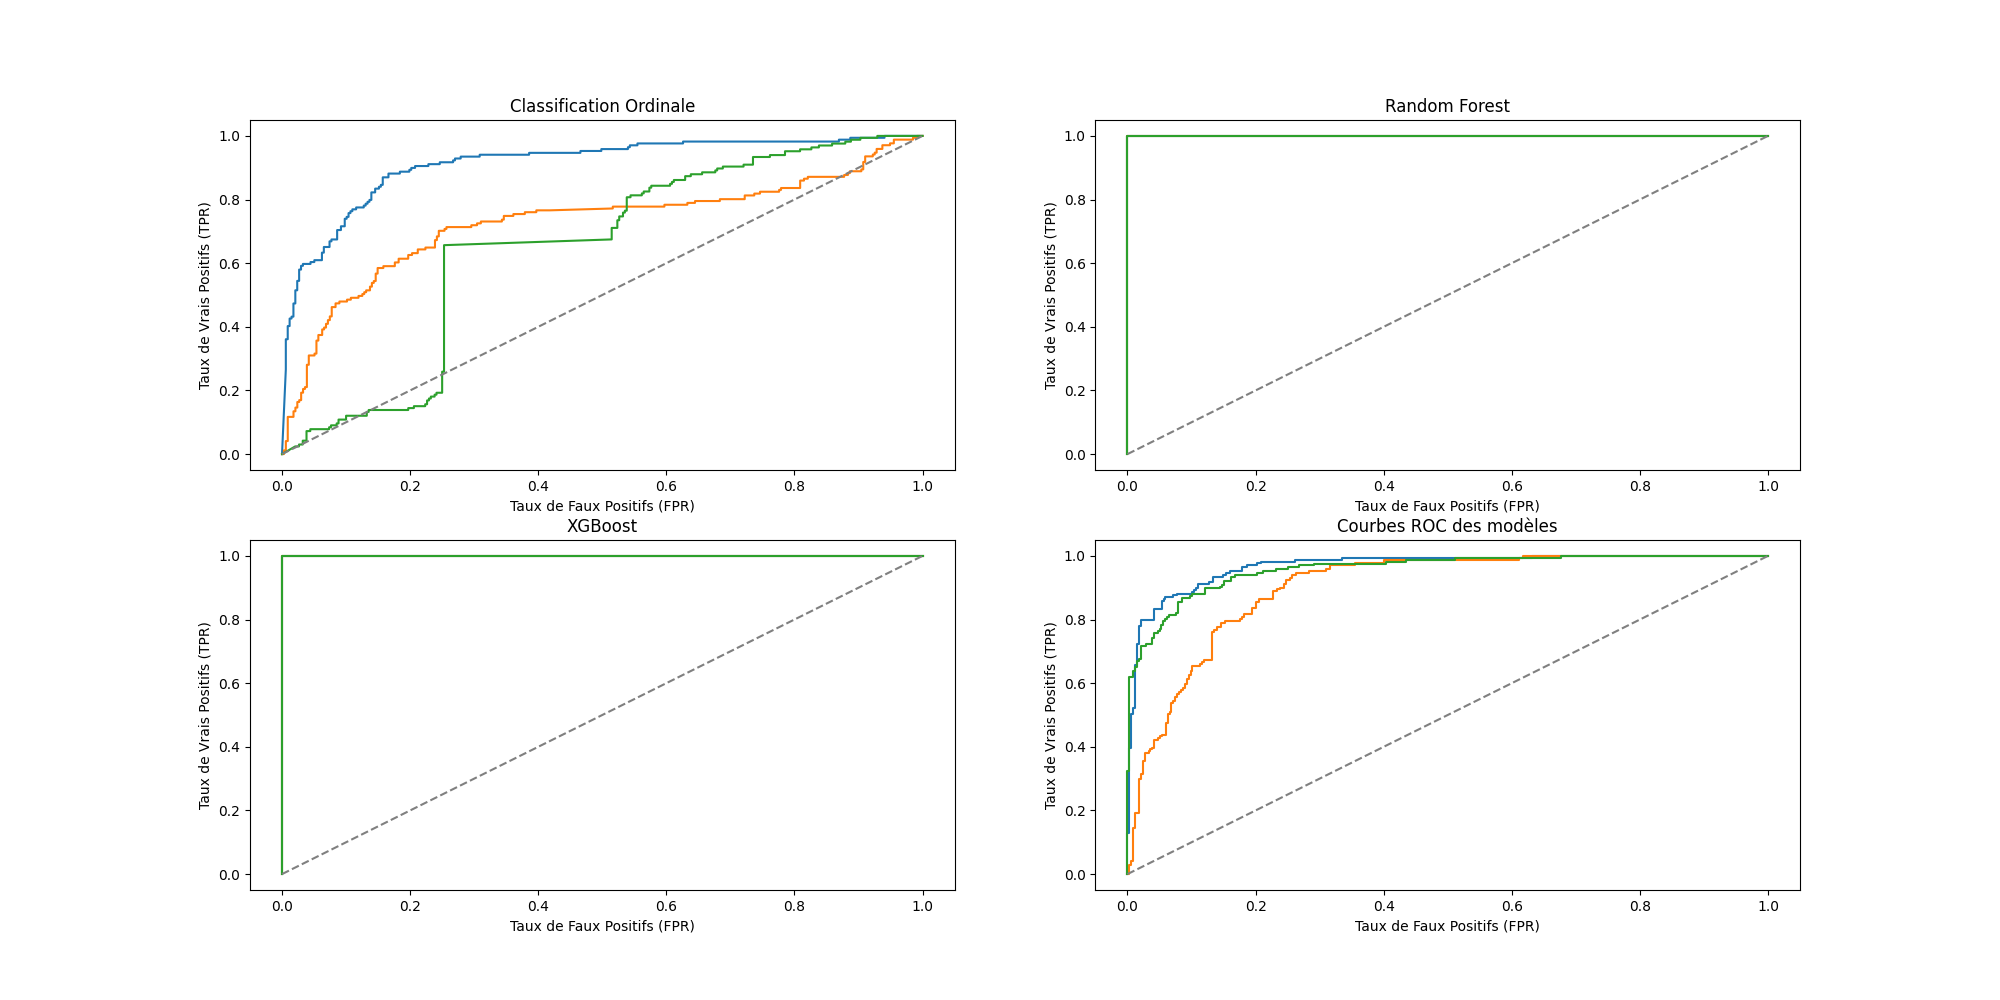 Classification Ordinale
Taux de Vrais Positifs (TPR)
1.0
0.8
0.6
0.4
0.2
0.0
0.0 0.2 0.4 0.6 0.8 1.0
Taux de Faux Positifs (FPR)
Random Forest
Taux de Vrais Positifs (TPR)
1.0
0.8
0.6
0.4
0.2
0.0
0.0 0.2 0.4 0.6 0.8 1.0
Taux de Faux Positifs (FPR)
XGBoost
Taux de Vrais Positifs (TPR)
1.0
0.8
0.6
0.4
0.2
0.0
0.0 0.2 0.4 0.6 0.8 1.0
Taux de Faux Positifs (FPR)
Courbes ROC des modèles
Taux de Vrais Positifs (TPR)
1.0
0.8
0.6
0.4
0.2
0.0
0.0 0.2 0.4 0.6 0.8 1.0
Taux de Faux Positifs (FPR)